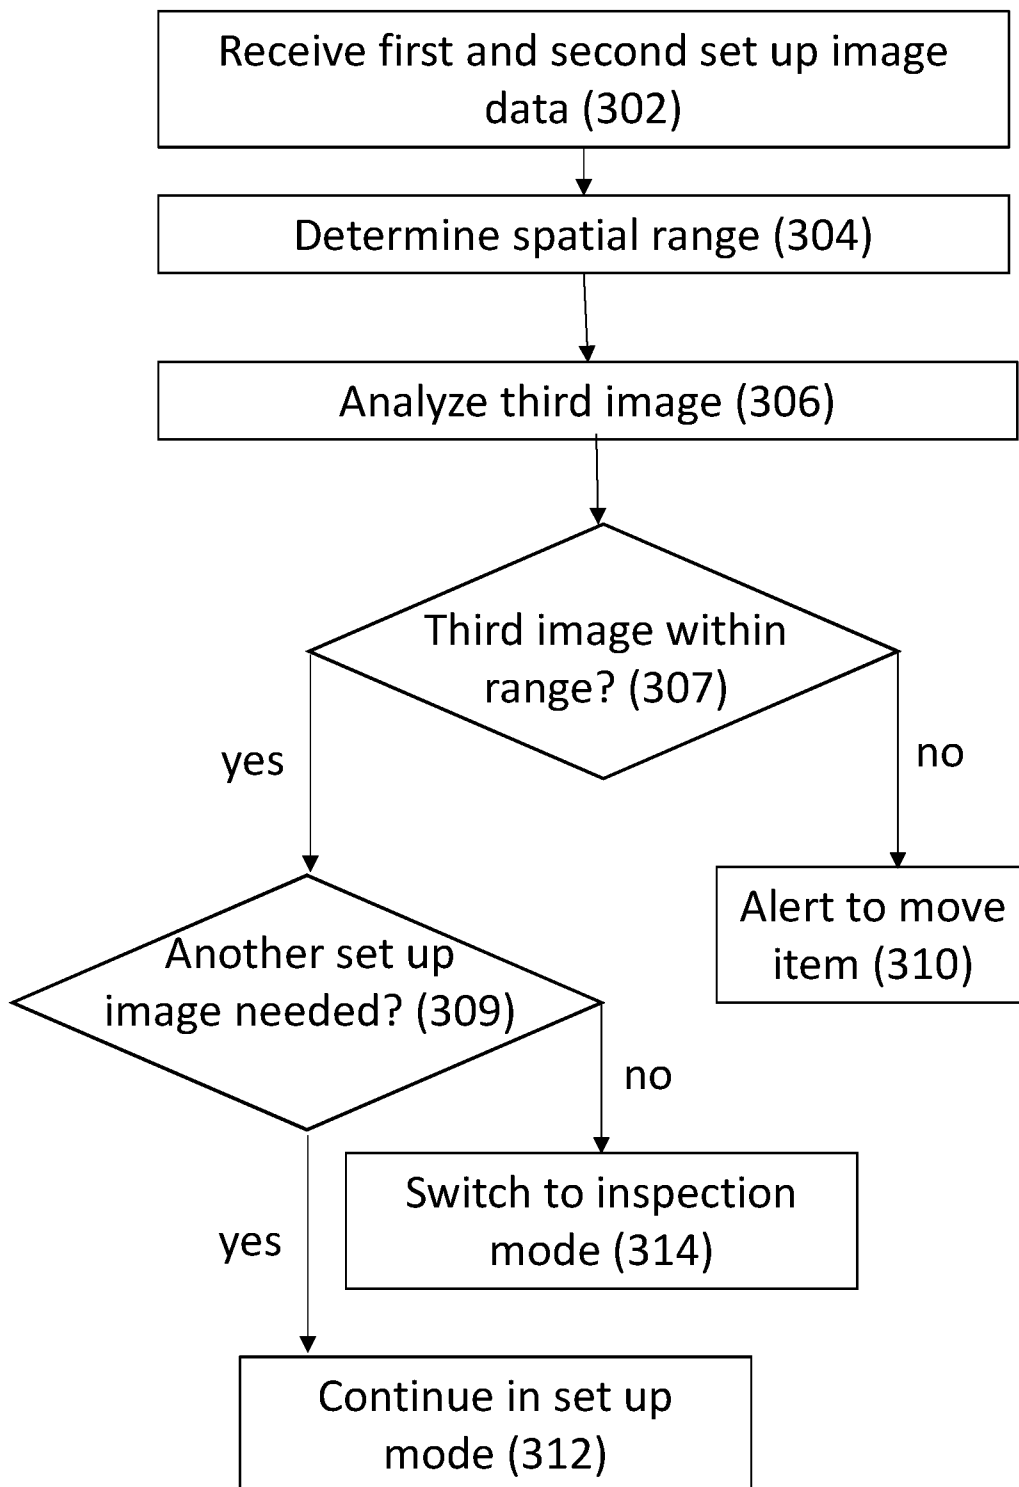 Receive first and second set up image
data (302)
Determine spatial range (304)
Analyze third image (306)
Third image within
range? (307)
yes
no
Alert to move
item (310)
Another set up
image needed? (309)
no
Switch to inspection
mode (314)
yes
Continue in set up
mode (312)